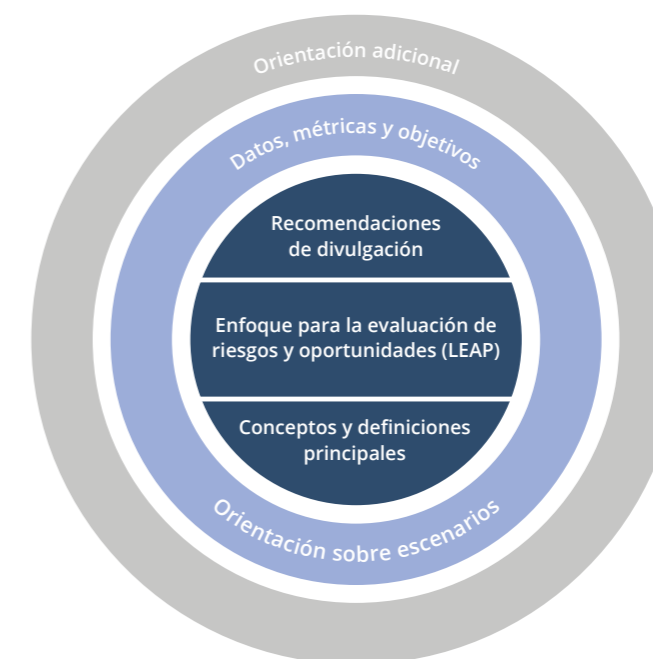 Orientación adicional
Datos, métricas y objetivos
Recomendaciones
de divulgación
Enfoque para la evaluación de
riesgos y oportunidades (LEAP)
Conceptos y definiciones
principales
Orientación sobre escenarios